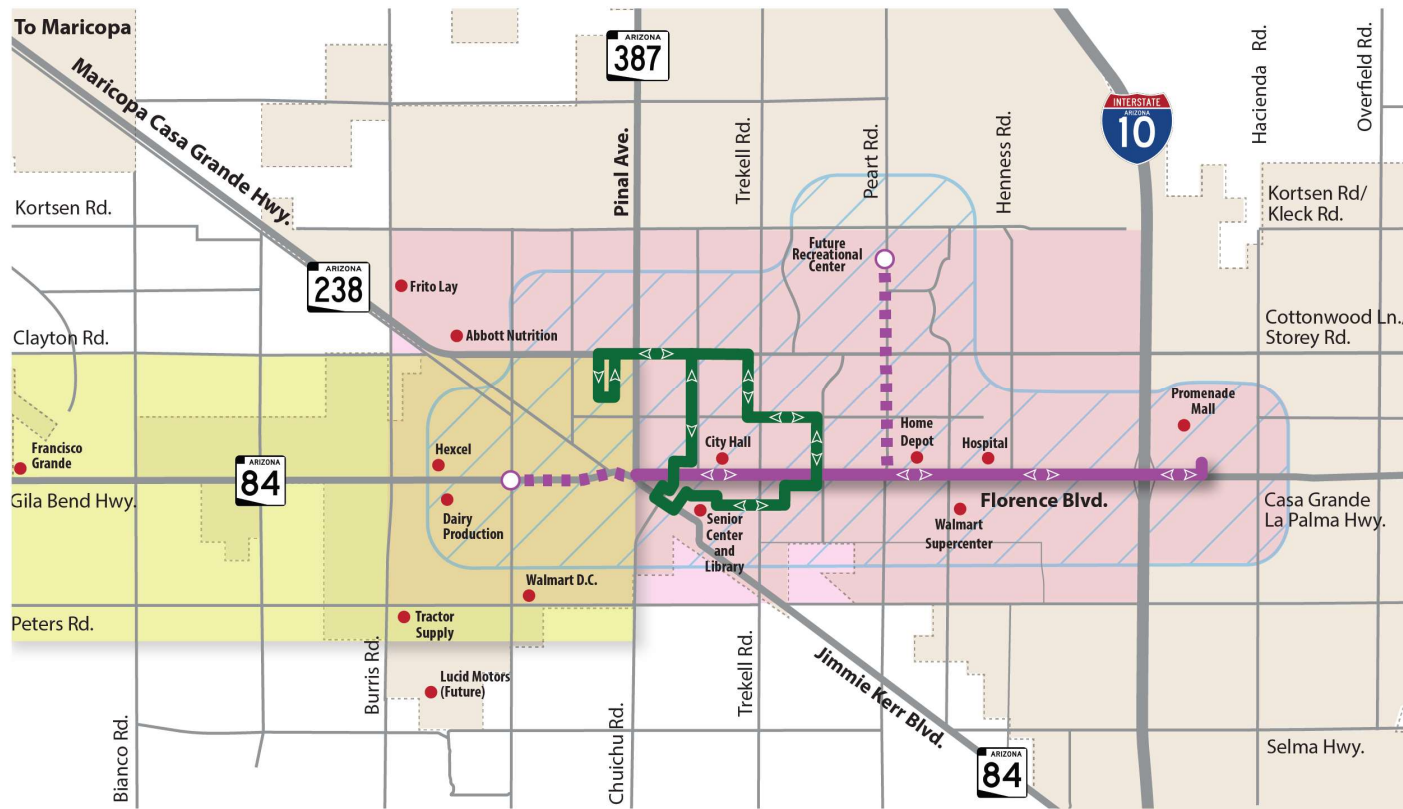 To Maricopa
ARIZONA
387
Maricopa Casa Grande Hwy.
INTERSTATE
ARIZONA
10
Hacienda Rd.
Overfield Rd.
Pinal Ave.
Trekell Rd.
Peart Rd.
Henness Rd.
Kortsen Rd.
Kortsen Rd/
Kleck Rd.
Future
Recreational
Center
ARIZONA
238
Frito Lay
Abbott Nutrition
Clayton Rd.
Cottonwood Ln./
Storey Rd.
Promenade
Mall
Francisco
Grande
ARIZONA
84
Hexcel
City Hall
Home
Depot
Hospital
Gila Bend Hwy.
Dairy
Production
Senior
Center
and
Library
Florence Blvd.
Walmart
Supercenter
Casa Grande
La Palma Hwy.
Walmart D.C.
Peters Rd.
Tractor
Supply
Burris Rd.
Lucid Motors
(Future)
Bianco Rd.
Chuichu Rd.
Trekell Rd.
Jimmie Kerr Blvd.
ARIZONA
84
Selma Hwy.